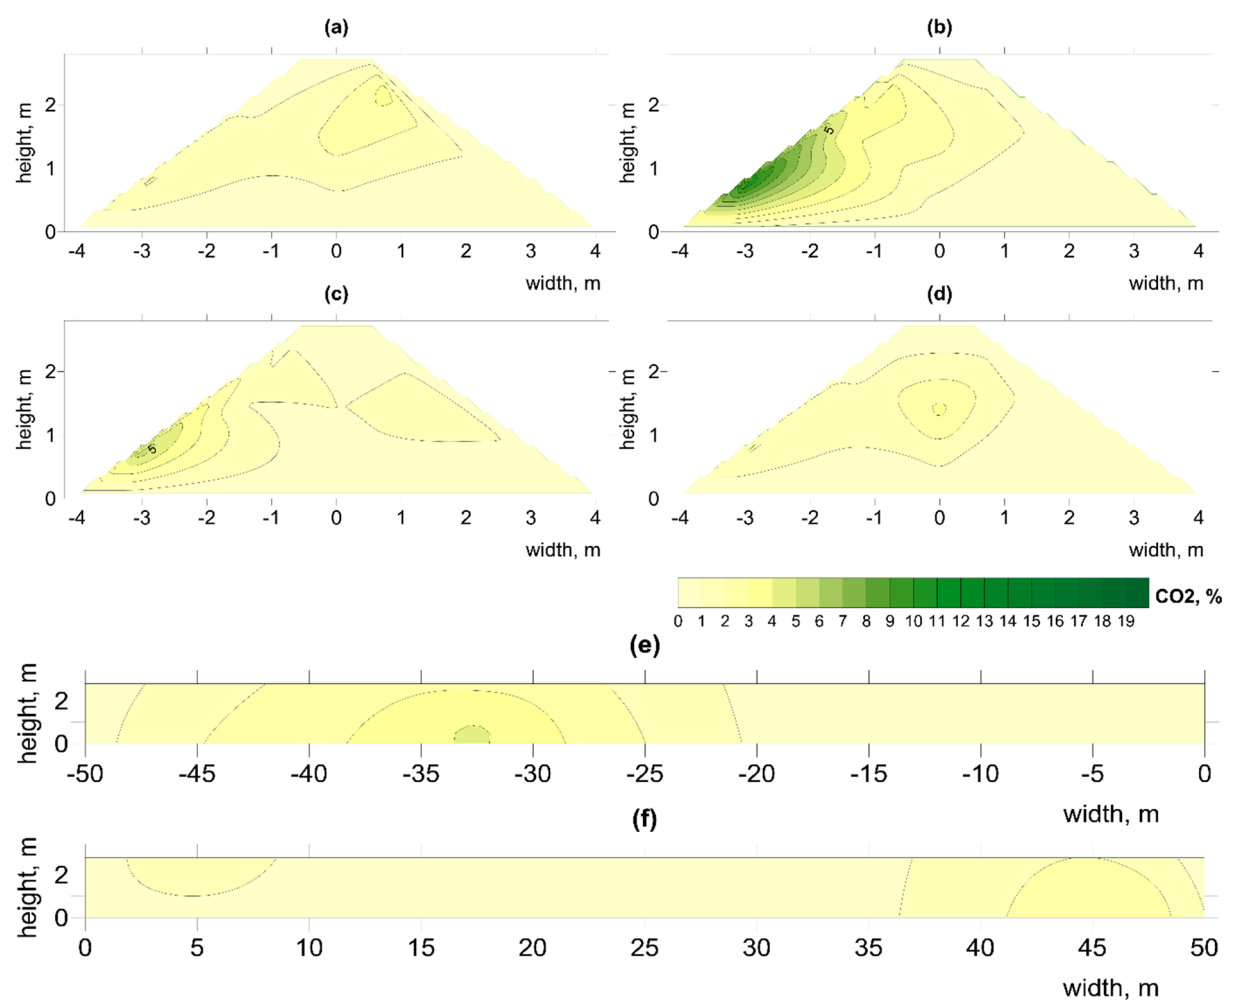 (a) (b)
height, m 2 1 0 height, m 2 1 0
5
-4 -3 -2 -1 0 1 2 3 4 -4 -3 -2 -1 0 1 2 3 4
width, m width, m
(c) (d)
height, m 2 1 0 height, m 2 1 0
5
-4 -3 -2 -1 0 1 2 3 4 -4 -3 -2 -1 0 1 2 3 4
width, m width, m
CO2, %
0 1 2 3 4 5 6 7 8 9 10 11 12 13 14 15 16 17 18 19
(e)
height, m 2 0
-50 -45 -40 -35 -30 -25 -20 -15 -10 -5 0
width, m
(f)
height, m 2 0
0 5 10 15 20 25 30 35 40 45 50
width, m